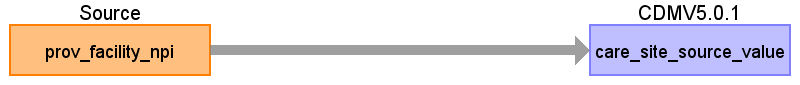 Source
CDMV5.0.1
prov_facility_npi
care_site_source_value